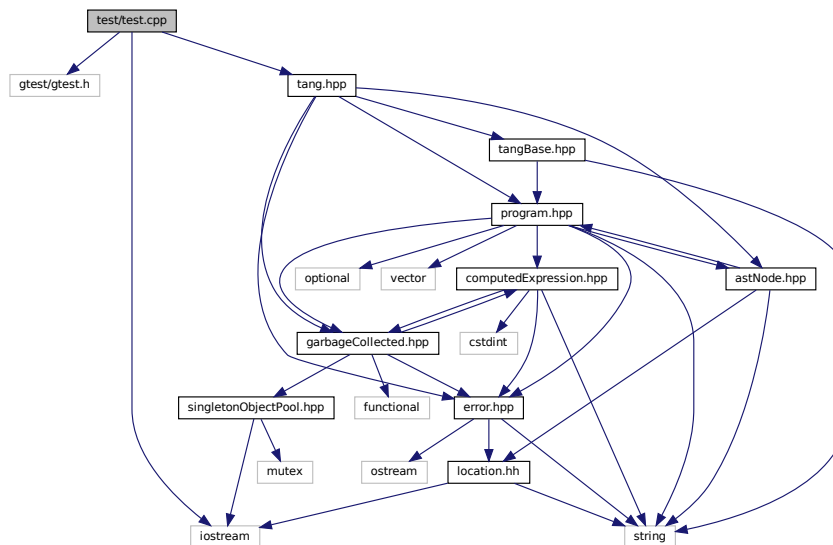 test/test.cpp
gtest/gtest.h
tang.hpp
tangBase.hpp
program.hpp
optional
vector
computedExpression.hpp
astNode.hpp
garbageCollected.hpp
cstdint
singletonObjectPool.hpp
functional
error.hpp
mutex
ostream
location.hh
iostream
string